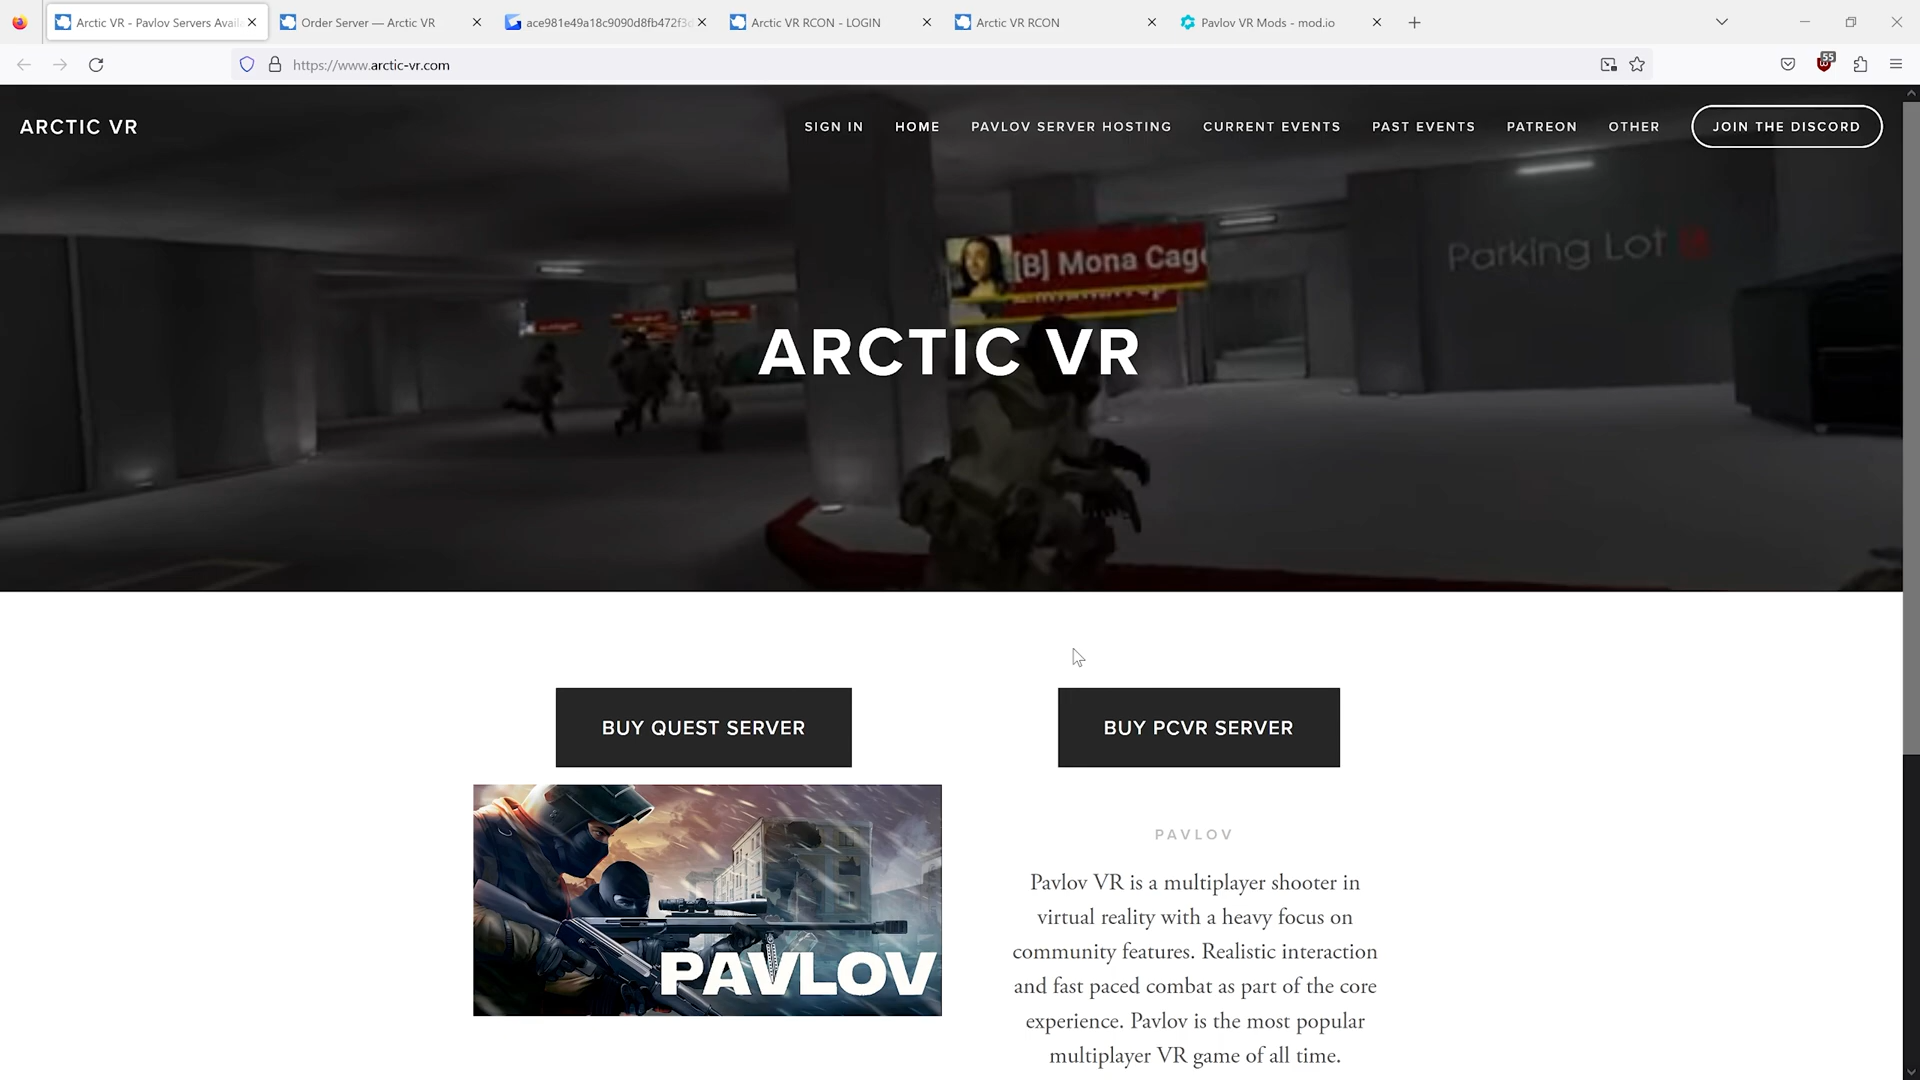 Arctic VR - Pavlov Servers Avail
Order Server — Arctic VR
ace981e49a18c9090d8fb472f3d
Arctic VR RCON - LOGIN
Arctic VR RCON
Pavlov VR Mods - mod.io
https://www.arctic-vr.com
55
ARCTIC VR
SIGN IN
HOME
PAVLOV SERVER HOSTING
CURRENT EVENTS
PAST EVENTS
PATREON
OTHER
JOIN THE DISCORD
Parking Lot
[B] Mona Cage
ARCTIC VR
BUY QUEST SERVER
BUY PCVR SERVER
PAVLOV
PAVLOV
Pavlov VR is a multiplayer shooter in
virtual reality with a heavy focus on
community features. Realistic interaction
and fast paced combat as part of the core
experience. Pavlov is the most popular
multiplayer VR game of all time.